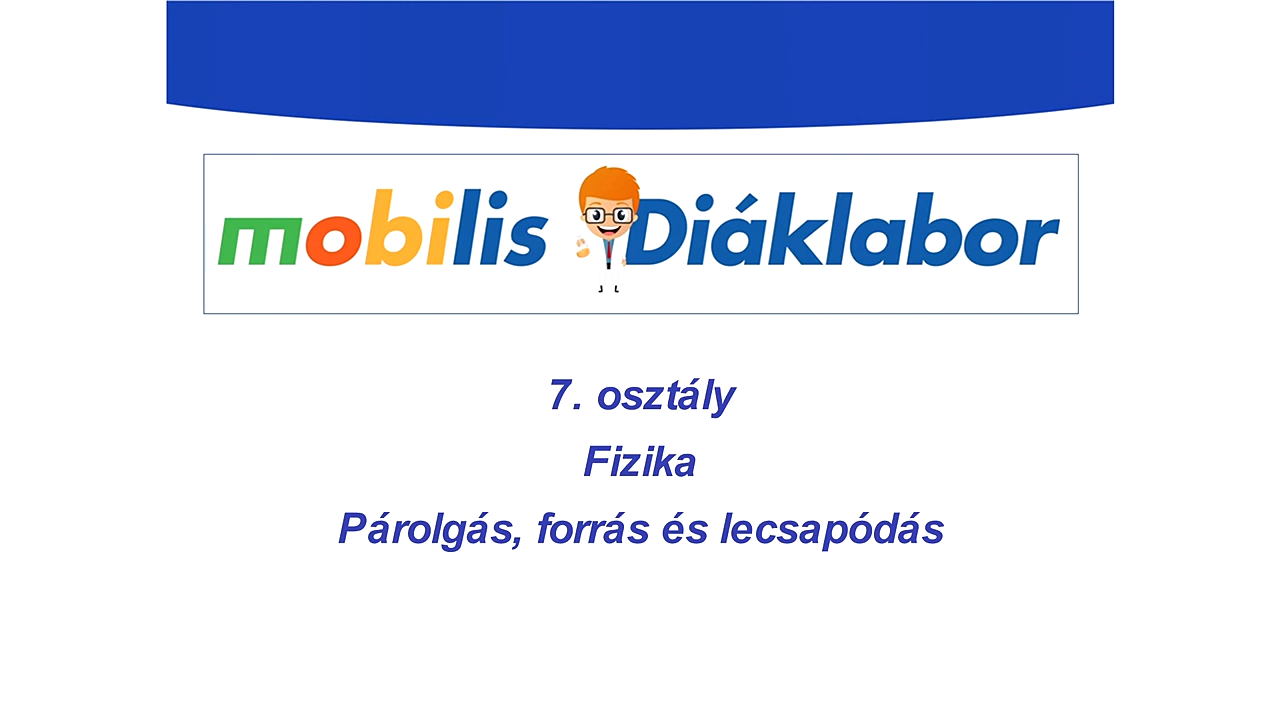 mobilis Diáklabor
7. osztály
Fizika
Párolgás, forrás és lecsapódás